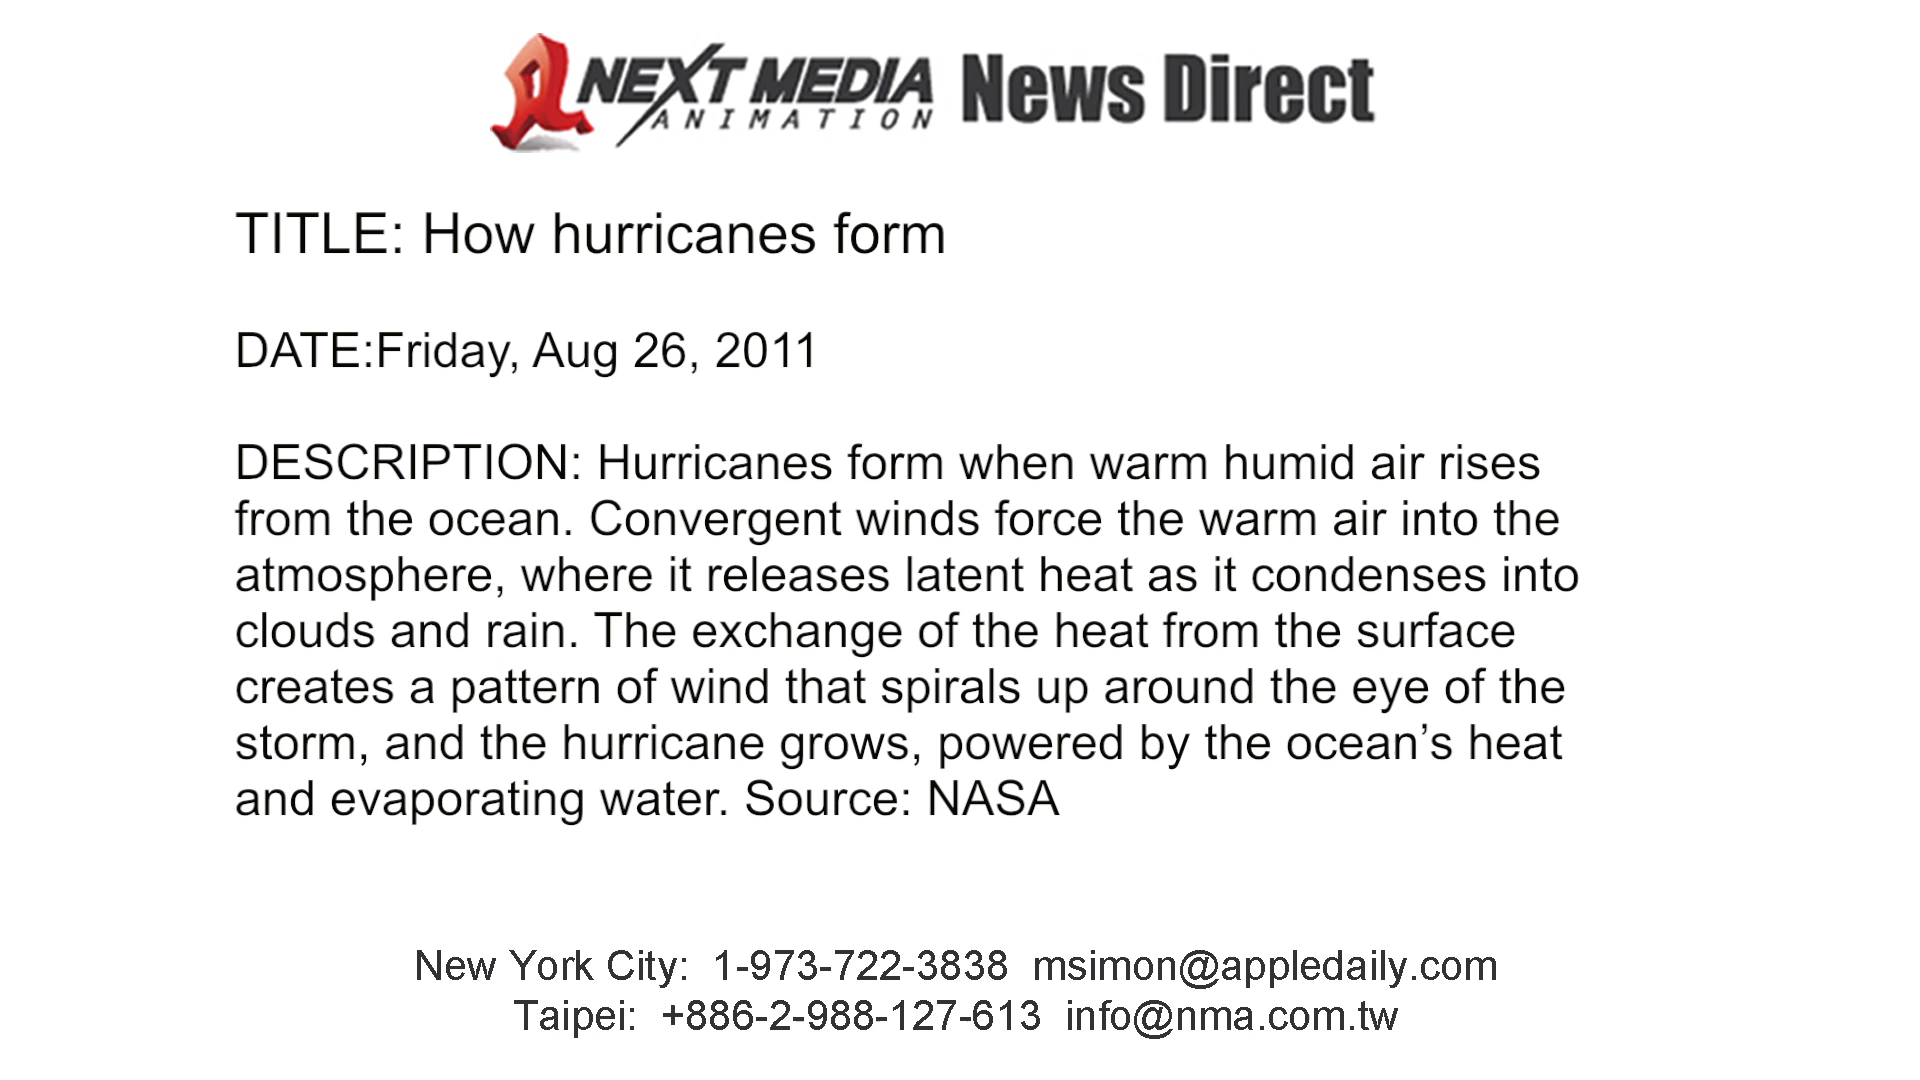 NEXT MEDIA News Direct
ANIMATION
TITLE: How hurricanes form
DATE:Friday, Aug 26, 2011
DESCRIPTION: Hurricanes form when warm humid air rises
from the ocean. Convergent winds force the warm air into the
atmosphere, where it releases latent heat as it condenses into
clouds and rain. The exchange of the heat from the surface
creates a pattern of wind that spirals up around the eye of the
storm, and the hurricane grows, powered by the ocean’s heat
and evaporating water. Source: NASA
New York City: 1-973-722-3838 msimon@appledaily.com
Taipei: +886-2-988-127-613 info@nma.com.tw